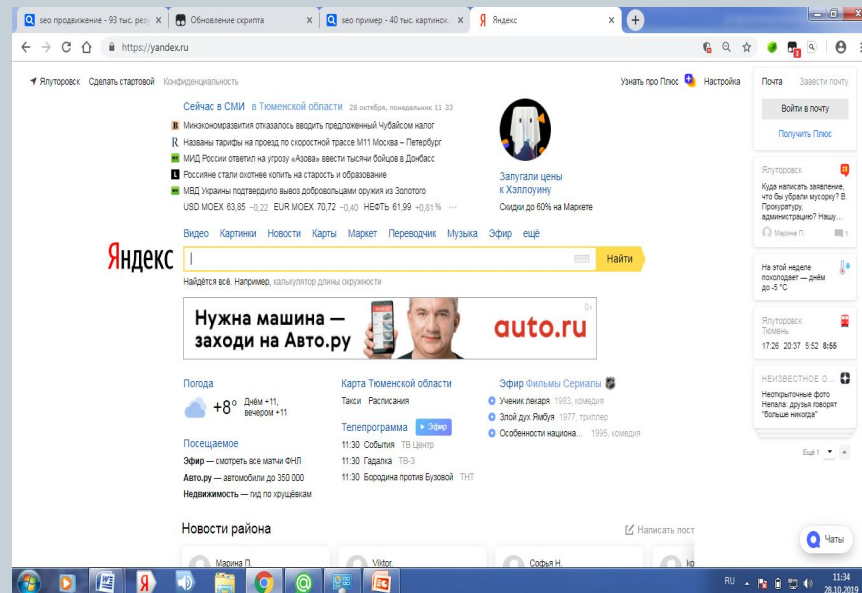 seo продвижение - 93 тыс. рез
Обновление скрипта
seo пример - 40 тыс. картинок
Яндекс
https://yandex.ru
Ялуторовск Сделать стартовой Конфиденциальность
Узнать про Плюс Настройка
Почта Завести почту
Войти в почту
Получить Плюс
Сейчас в СМИ в Тюменской области 28 октября, понедельник 11 33
Минэкономразвития отказалось вводить предложенный Чубайсом налог
Названы тарифы на проезд по скоростной трассе М11 Москва – Петербург
МИД России ответил на угрозу «Азова» ввести тысячи бойцов в Донбасс
Россияне стали охотнее копить на старость и образование
МВД Украины подтвердило вывоз добровольцами оружия из Золотого
USD MOEX 63,85 −0,22 EUR MOEX 70,72 −0,40 НЕФТЬ 61,99 +0,81% ···
Запугали цены
к Хэллоуину
Скидки до 60% на Маркете
Ялуторовск
Куда написать заявление,
что бы убрали мусорку? В
Прокуратуру,
администрацию? Нашу...
Марина П. 1
Видео Картинки Новости Карты Маркет Переводчик Музыка Эфир ещё
Яндекс
Найти
Найдётся всё. Например, калькулятор длины окружности
На этой неделе
похолодает — днём
до -5 °C
Нужна машина —
заходи на Авто.ру
auto.ru
0+
Ялуторовск
Тюмень
17:26 20:37 5:52 8:55
НЕИЗВЕСТНОЕ О...
Неоткрыточные фото
Непала: друзья говорят
"больше никогда"
Ещё 1
Погода
+8° Днём +11,
вечером +11
Карта Тюменской области
Такси Расписания
Телепрограмма Эфир
11:30 События ТВ Центр
11:30 Гадалка ТВ-3
11:30 Бородина против Бузовой ТНТ
Эфир Фильмы Сериалы
Ученик лекаря 1983, комедия
Злой дух Ямбуя 1977, триллер
Особенности национа... 1995, комедия
Посещаемое
Эфир — смотреть все матчи ФНЛ
Авто.ру — автомобили до 350 000
Недвижимость — гид по хрущёвкам
Новости района
Написать пост
Марина П.
Viktor.
Софья Н.
ko
Чаты
RU
11:34
28.10.2019